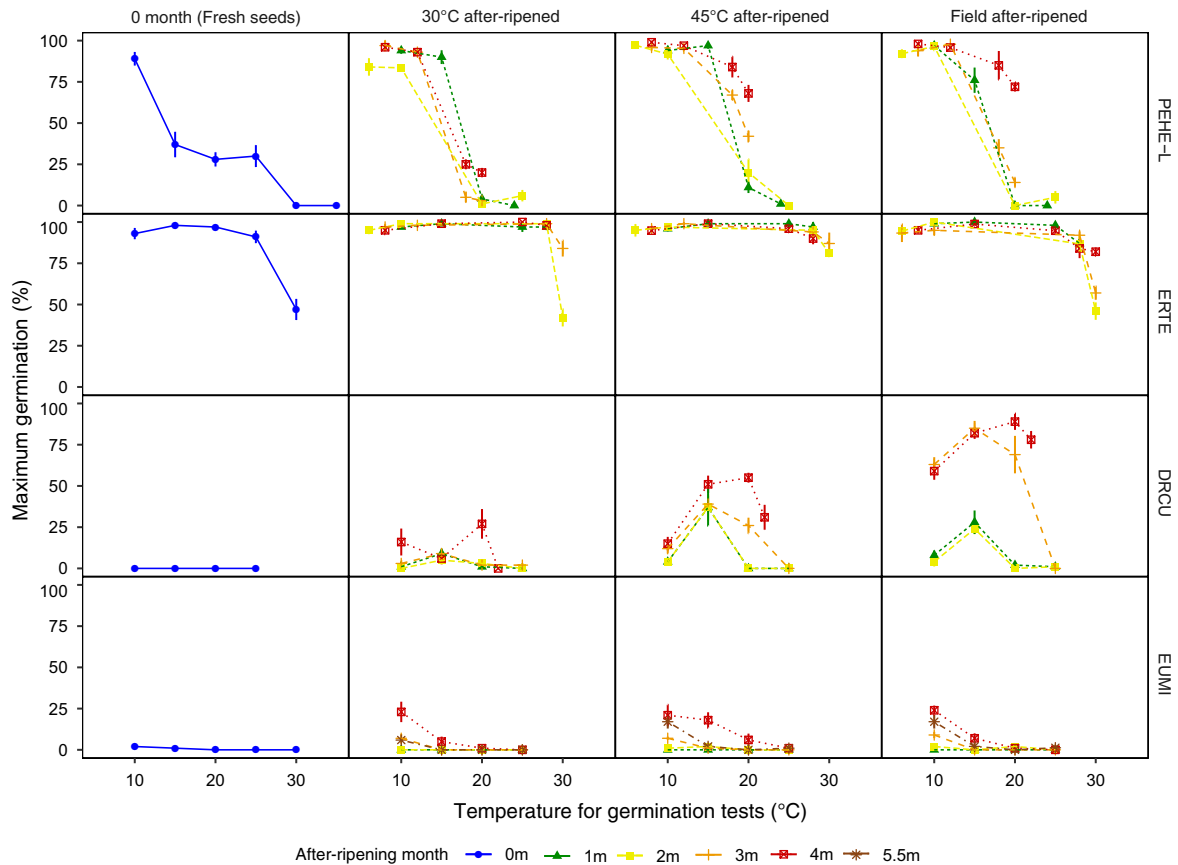 0 month (Fresh seeds)
30°C after-ripened
45°C after-ripened
Field after-ripened
100
75
50
25
0
PEHE−L
100
75
50
25
0
ERTE
100
75
50
25
0
DRCU
100
75
50
25
0
EUMI
Maximum germination (%)
10 20 30
10 20 30
10 20 30
10 20 30
Temperature for germination tests (°C)
After-ripening month 0m 1m 2m 3m 4m 5.5m